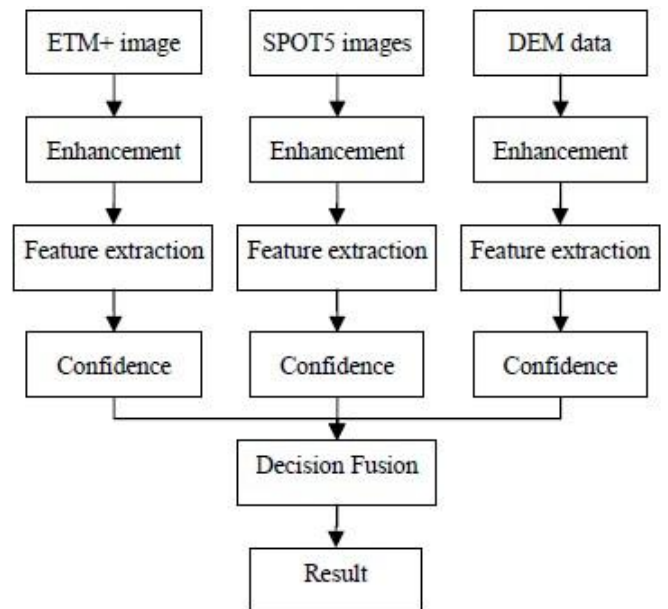 ETM+ image
SPOT5 images
DEM data
Enhancement
Enhancement
Enhancement
Feature extraction
Feature extraction
Feature extraction
Confidence
Confidence
Confidence
Decision Fusion
Result